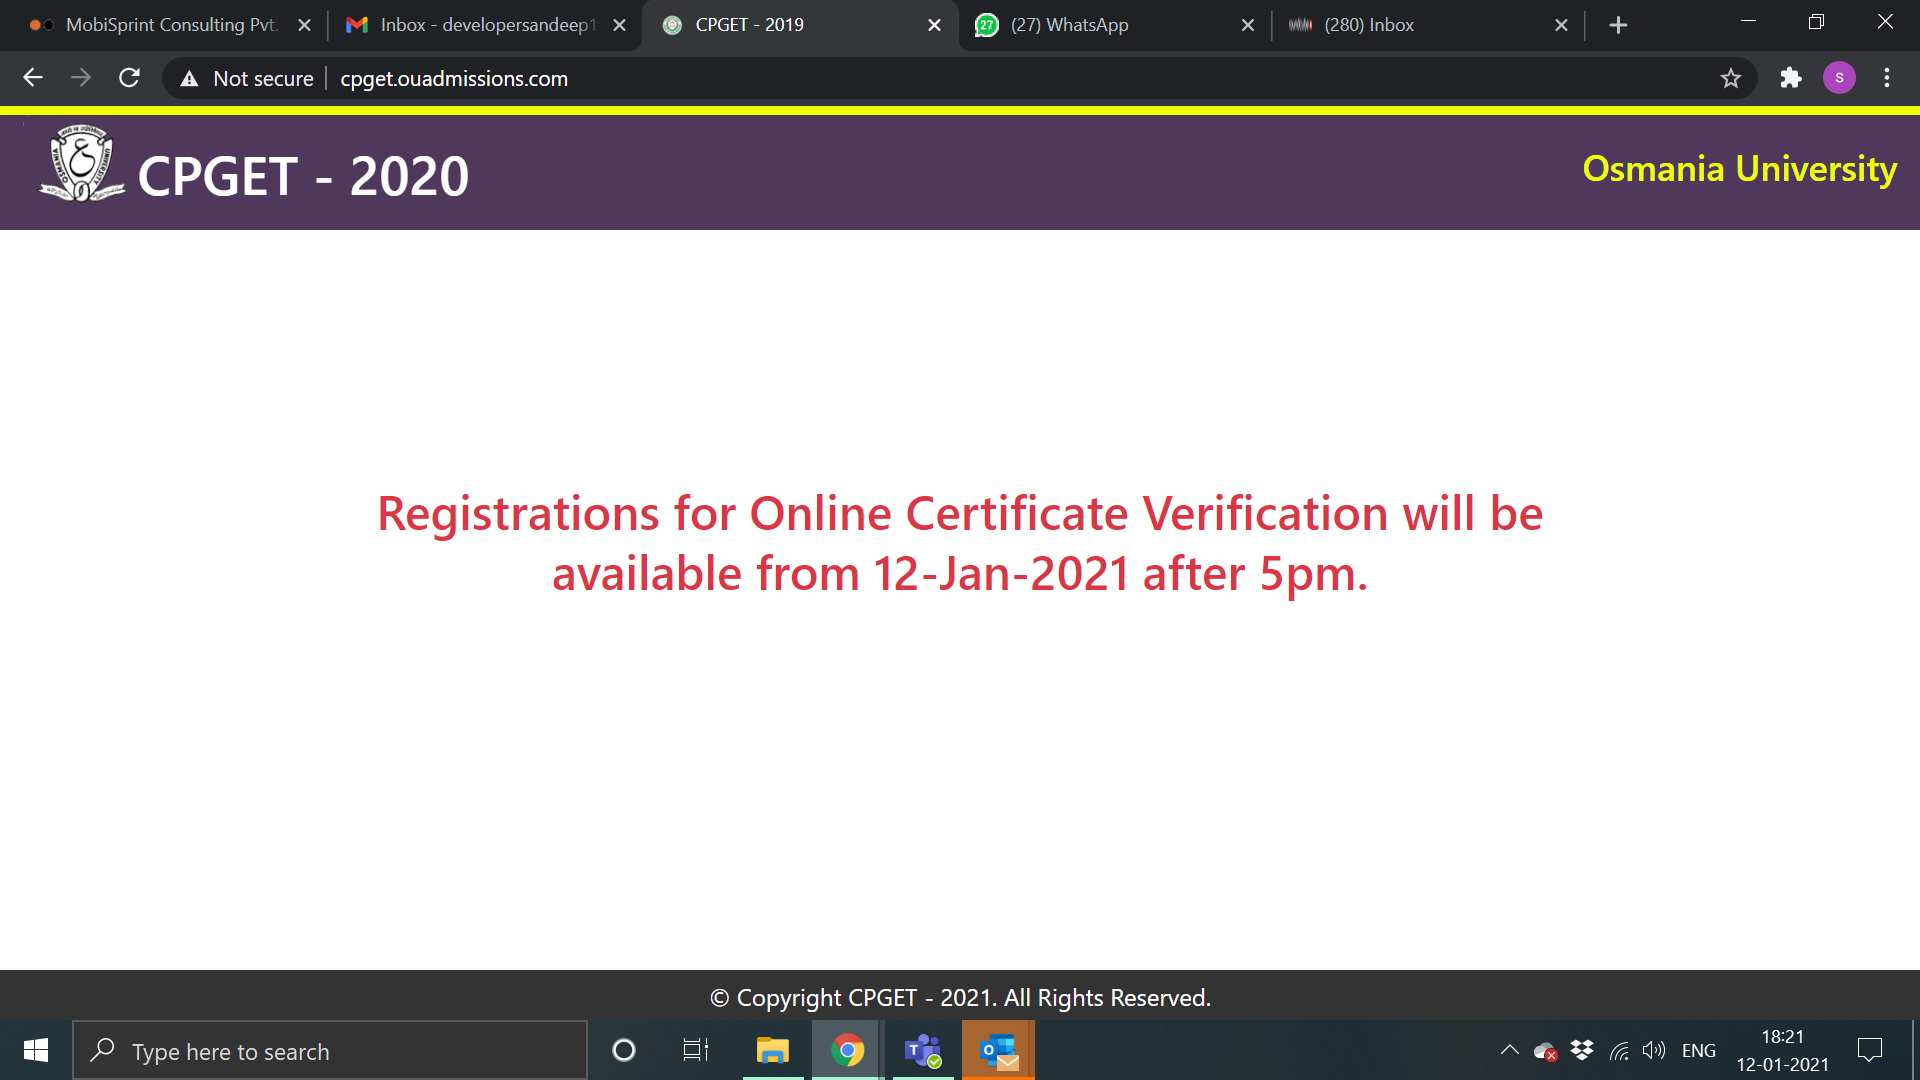 MobiSprint Consulting Pvt.
Inbox - developersandeep1
CPGET - 2019
27
(27) WhatsApp
(280) Inbox
Not secure
cpget.ouadmissions.com
S
CPGET - 2020
Osmania University
Registrations for Online Certificate Verification will be
available from 12-Jan-2021 after 5pm.
© Copyright CPGET - 2021. All Rights Reserved.
Type here to search
ENG
18:21
12-01-2021